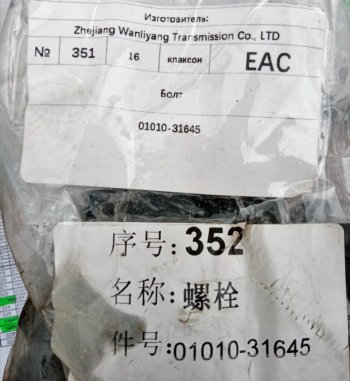 Изготовитель:
Zhejiang Wanliyang Transmission Co., LTD
№ 351 16 клаксон EAC
Болт
01010-31645
序号: 352
名称: 螺栓
件号: 01010-31645